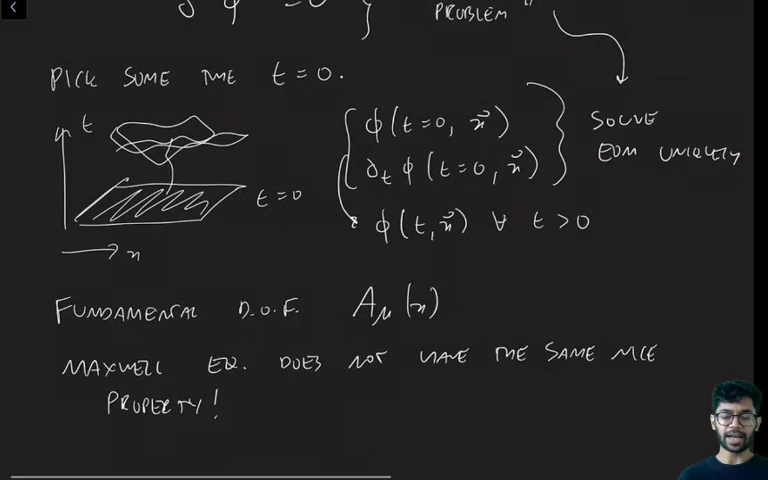 PROBLEM "
PICK SOME TIME t = 0.
t
t = 0
x
{ φ(t=0, x⃗)
∂ₜ φ(t=0, x⃗) }
φ(t, x⃗) ∀ t > 0
SOLVE
EOM UNIQUELY
FUNDAMENTAL D.O.F. Aμ(x)
MAXWELL EQ. DOES NOT HAVE THE SAME NICE
PROPERTY!